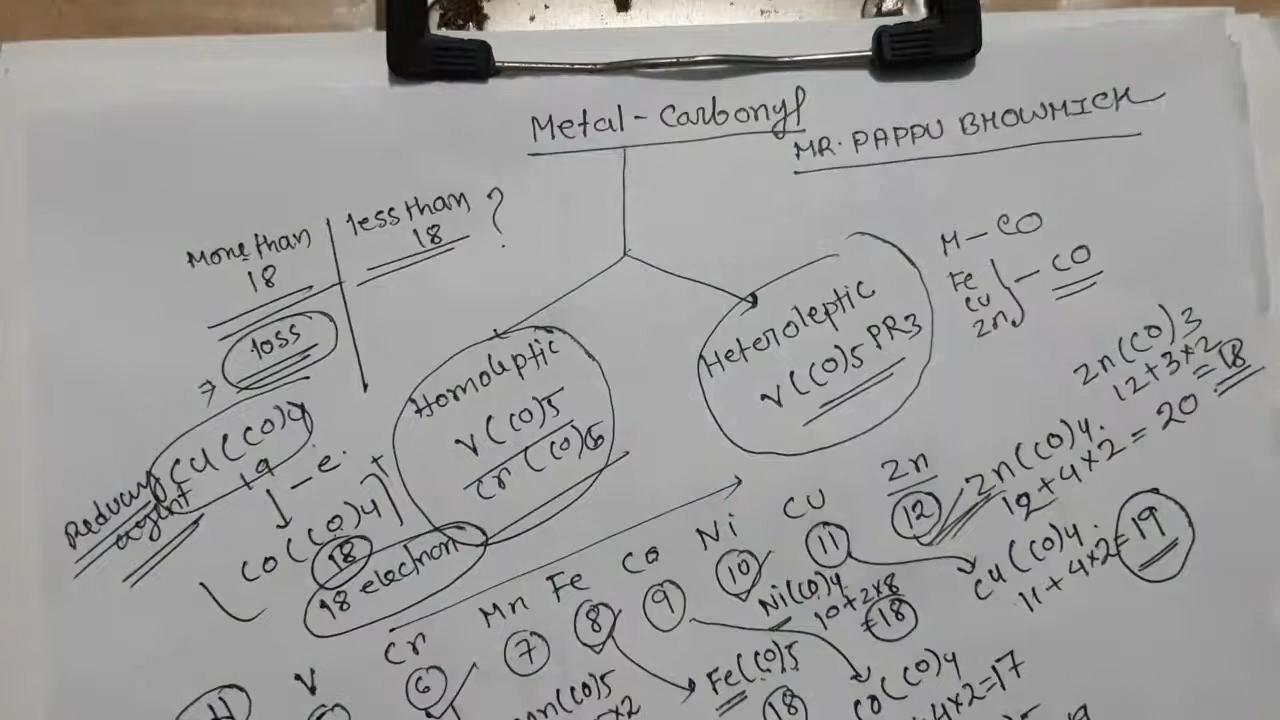 Metal-Carbonyl
MR. PAPPU BHOWMICK
More than
18
less than
18
?
loss
Homoleptic
V(CO)5
Cr(CO)6
Heteroleptic
V(CO)5PR3
M-CO
Fe
Cu
Zn
-CO
Zn(CO)3
12+3×2
=18
Zn(CO)4.
12+4×2=20
Cu(CO)4
19
-e
Co(CO)4]+
18
18 electron
agent
Zn
12
Cu
11
Cu(CO)4.
11+4×2=19
Ni
10
Ni(CO)4
10+2×8
=18
Co
9
Co(CO)4
4×2=17
Fe
8
Fe(CO)5
18
Mn
7
n(CO)5
×2
Cr
6
V